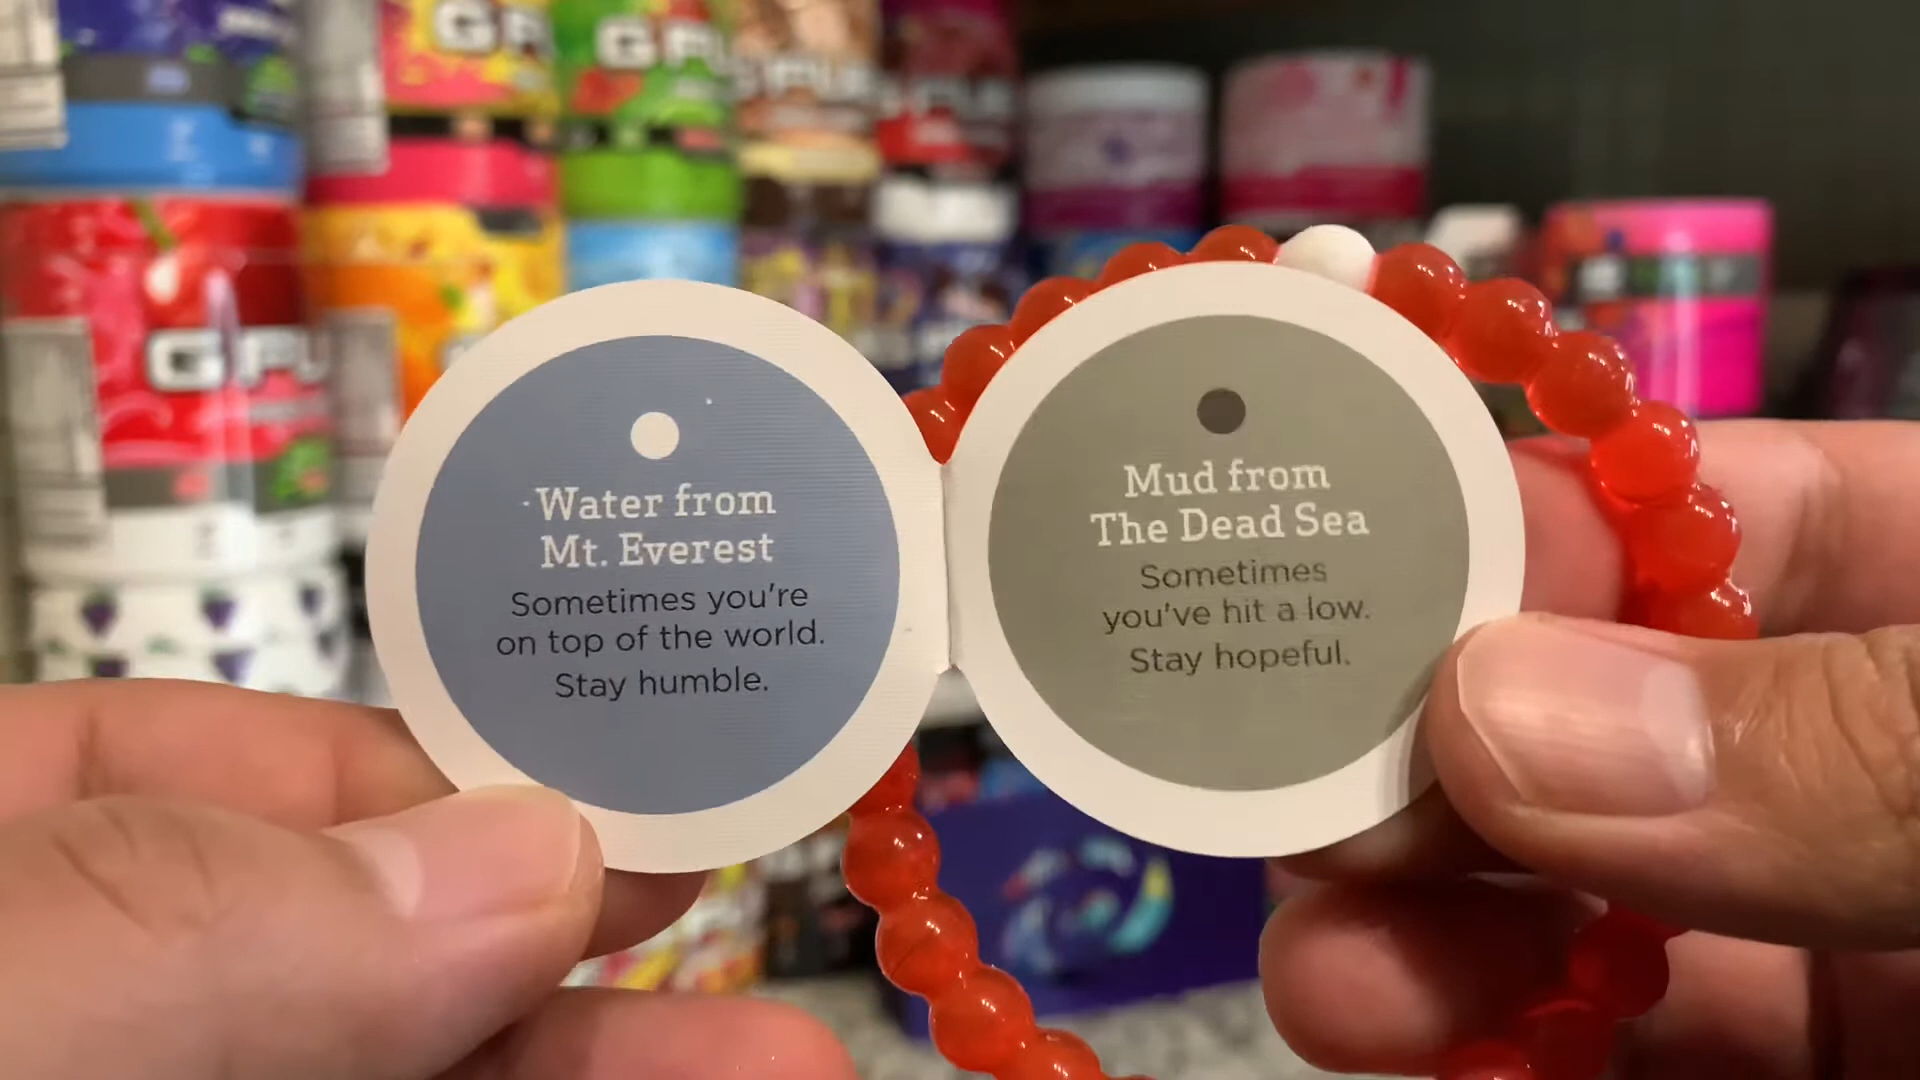 G FU
Water from
Mt. Everest
Sometimes you're
on top of the world.
Stay humble.
Mud from
The Dead Sea
Sometimes
you've hit a low.
Stay hopeful.